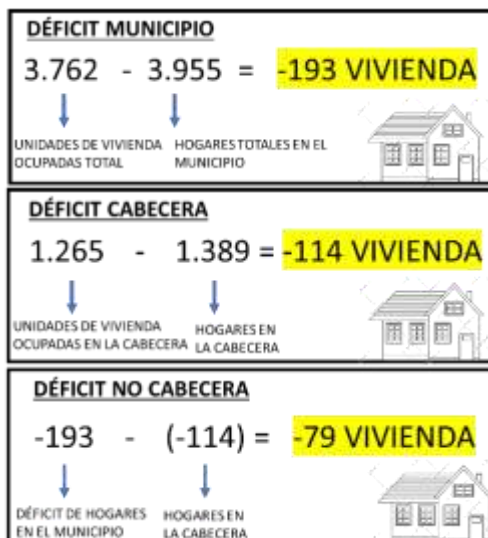 DÉFICIT MUNICIPIO
3.762 - 3.955 = -193 VIVIENDA
UNIDADES DE VIVIENDA OCUPADAS TOTAL
HOGARES TOTALES EN EL MUNICIPIO
DÉFICIT CABECERA
1.265 - 1.389 = -114 VIVIENDA
UNIDADES DE VIVIENDA OCUPADAS EN LA CABECERA
HOGARES EN LA CABECERA
DÉFICIT NO CABECERA
-193 - (-114) = -79 VIVIENDA
DÉFICIT DE HOGARES EN EL MUNICIPIO
HOGARES EN LA CABECERA